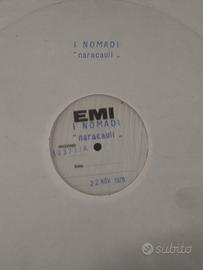 I NOMADI
"naracauli"
EMI
I NOMADI
"naracauli"
22 NOV. 1978
subito